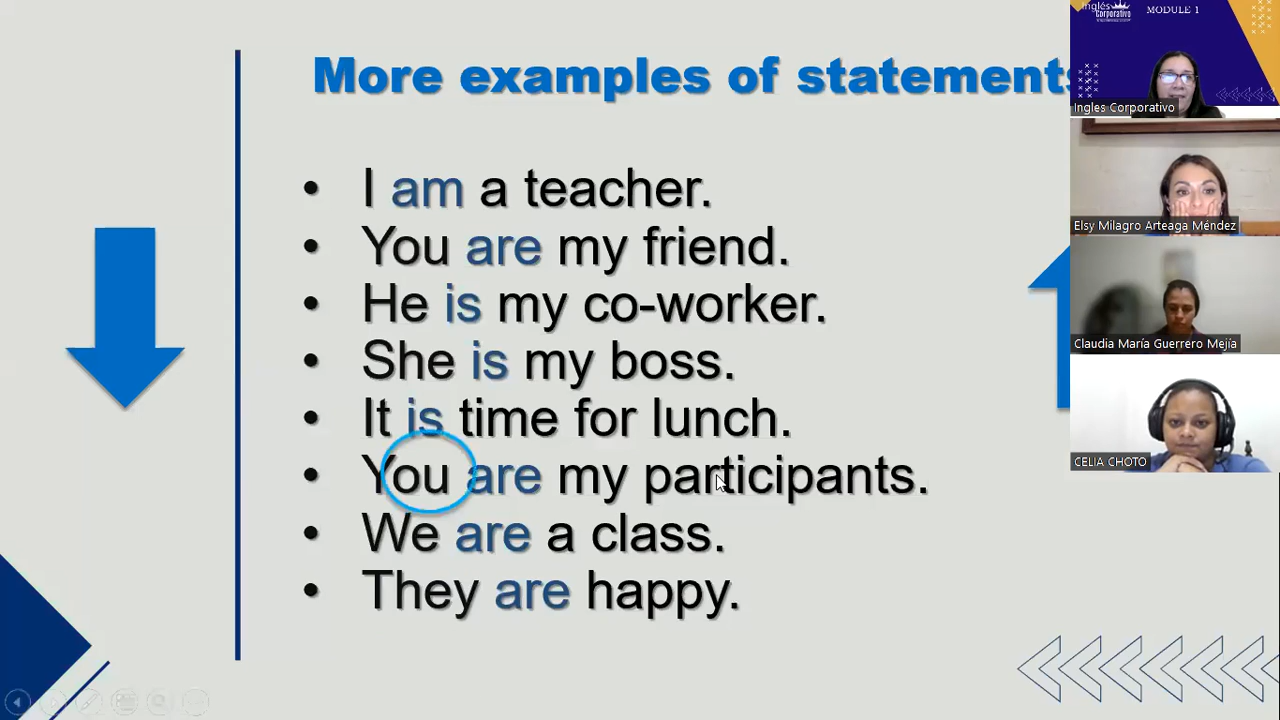 More examples of statements
• I am a teacher.
• You are my friend.
• He is my co-worker.
• She is my boss.
• It is time for lunch.
• You are my participants.
• We are a class.
• They are happy.
Inglés
Corporativo
MODULE 1
Ingles Corporativo
Elsy Milagro Arteaga Méndez
Claudia María Guerrero Mejía
CELIA CHOTO